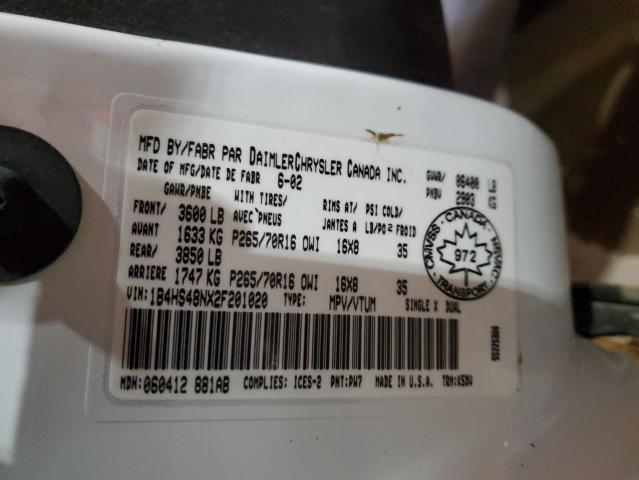 MFD BY/FABR PAR DAIMLERCHRYSLER CANADA INC.
DATE OF MFG/DATE DE FABR 6-02
GVWR/ 06400 LB
PNBV 2903 KG
GAWR/PNBE WITH TIRES/ RIMS AT/ PSI COLD/
FRONT/ 3600 LB AVEC PNEUS JANTES A LB/PO² FROID
AVANT 1633 KG P265/70R16 OWI 16X8 35
REAR/ 3850 LB
ARRIERE 1747 KG P265/70R16 OWI 16X8 35
VIN:1B4HS48NX2F201020 TYPE: MPV/VTUM SINGLE X DUAL
MDH:060412 881AB COMPLIES: ICES-2 PNT:PW7 MADE IN U.S.A. TRM:K5DV
CMVSS · CANADA · NSVAC · TRANSPORT
972